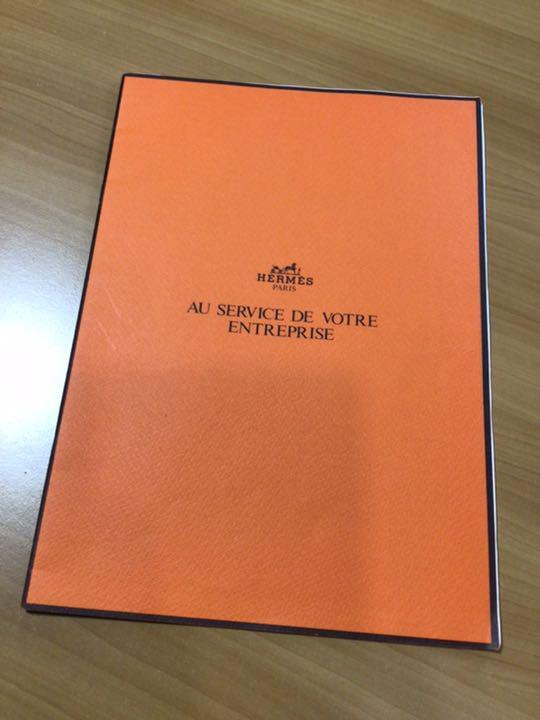 HERMÈS
PARIS
AU SERVICE DE VOTRE
ENTREPRISE